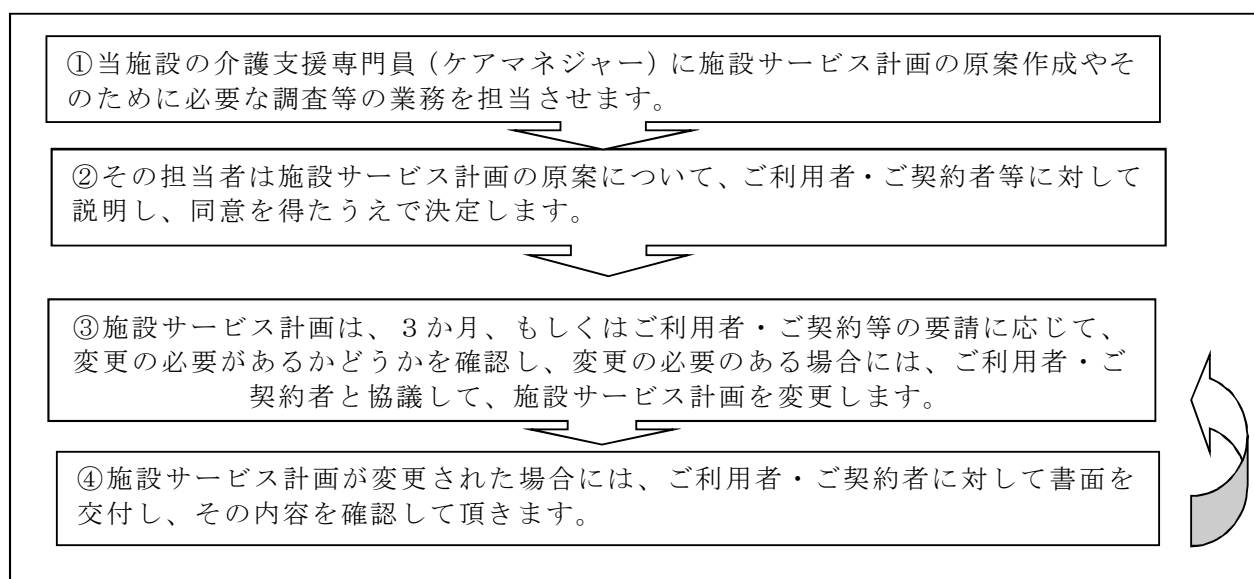 ①当施設の介護支援専門員（ケアマネジャー）に施設サービス計画の原案作成やそ
のために必要な調査等の業務を担当させます。
②その担当者は施設サービス計画の原案について、ご利用者・ご契約者等に対して
説明し、同意を得たうえで決定します。
③施設サービス計画は、３か月、もしくはご利用者・ご契約等の要請に応じて、
変更の必要があるかどうかを確認し、変更の必要のある場合には、ご利用者・ご
契約者と協議して、施設サービス計画を変更します。
④施設サービス計画が変更された場合には、ご利用者・ご契約者に対して書面を
交付し、その内容を確認して頂きます。